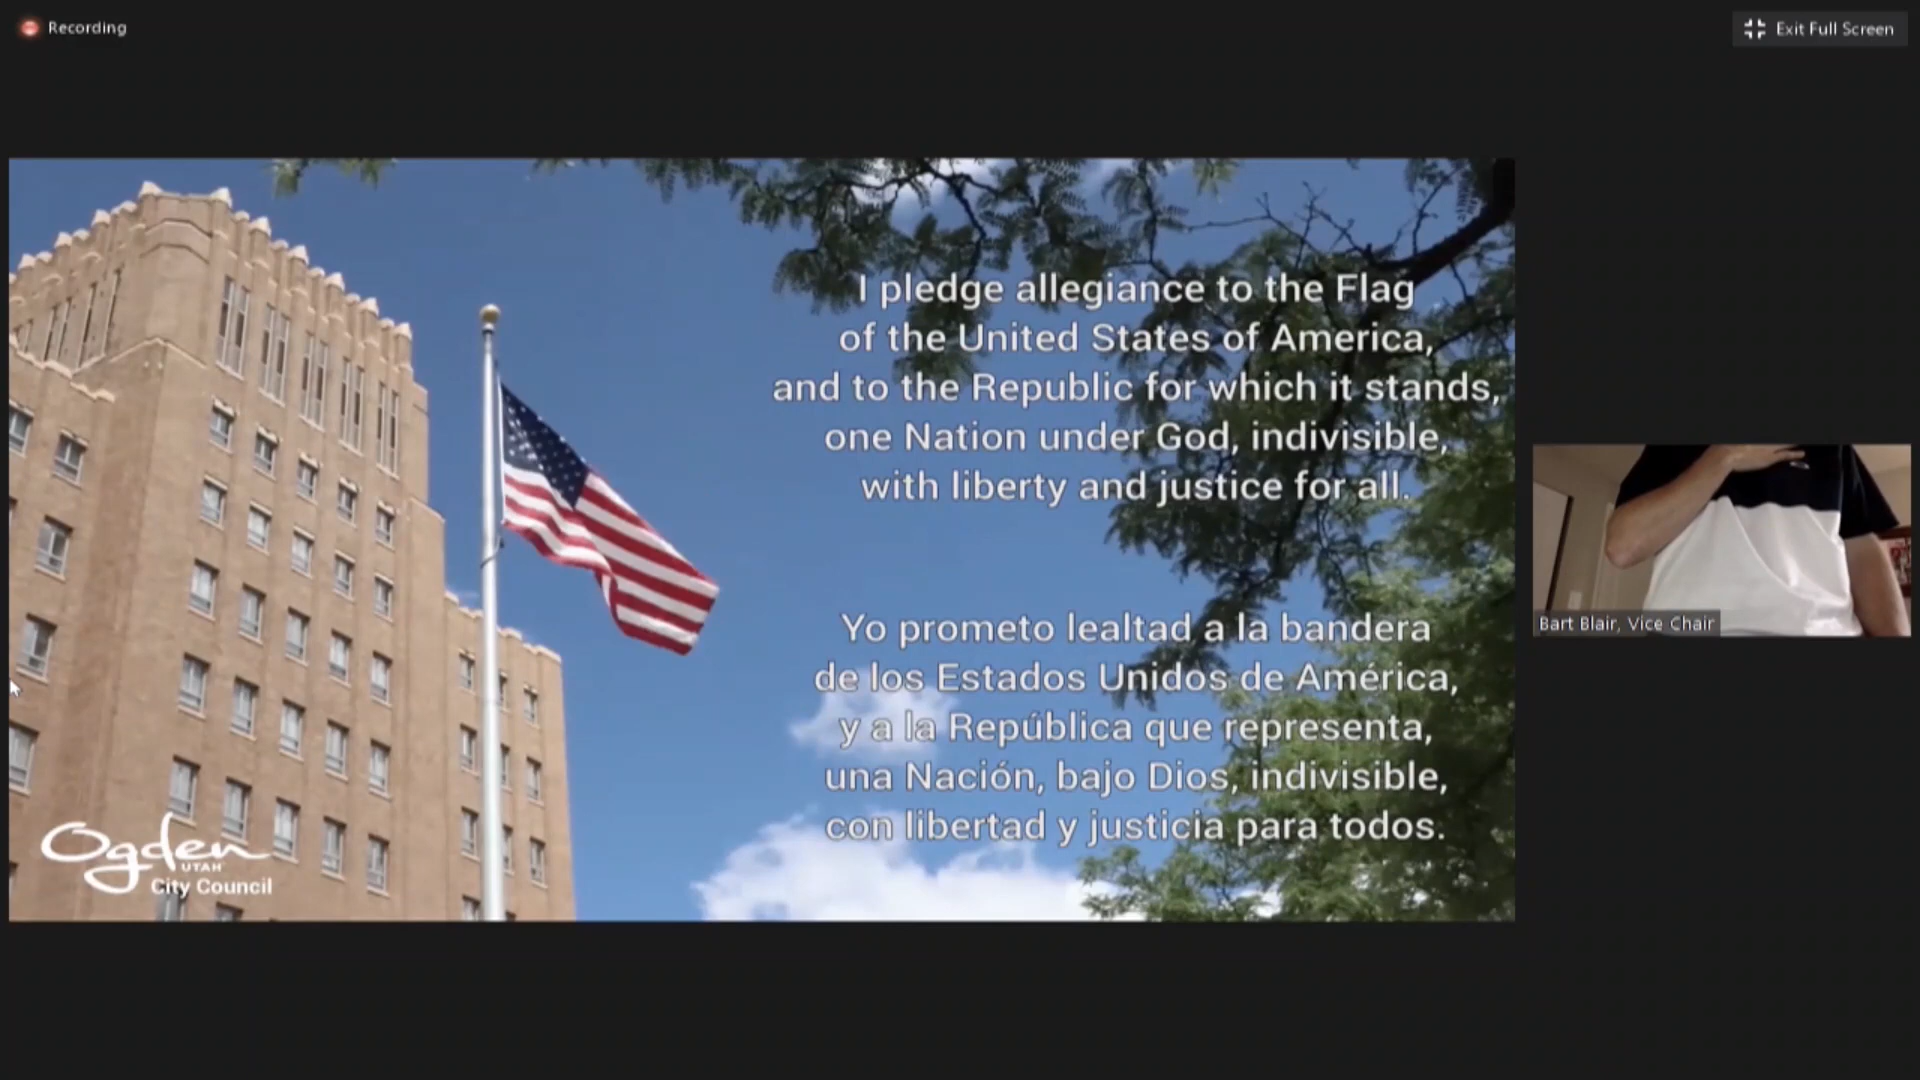 Recording
Exit Full Screen
I pledge allegiance to the Flag
of the United States of America,
and to the Republic for which it stands,
one Nation under God, indivisible,
with liberty and justice for all.
Yo prometo lealtad a la bandera
de los Estados Unidos de América,
y a la República que representa,
una Nación, bajo Dios, indivisible,
con libertad y justicia para todos.
Bart Blair, Vice Chair
Ogden
UTAH
City Council